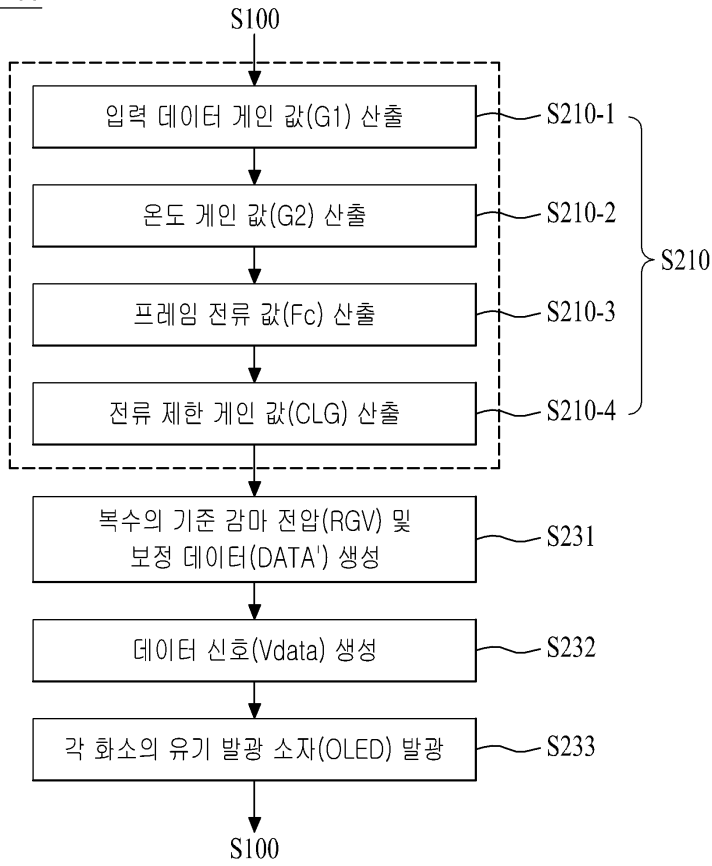 S100
입력 데이터 게인 값(G1) 산출
S210-1
온도 게인 값(G2) 산출
S210-2
S210
프레임 전류 값(Fc) 산출
S210-3
전류 제한 게인 값(CLG) 산출
S210-4
복수의 기준 감마 전압(RGV) 및
보정 데이터(DATA') 생성
S231
데이터 신호(Vdata) 생성
S232
각 화소의 유기 발광 소자(OLED) 발광
S233
S100